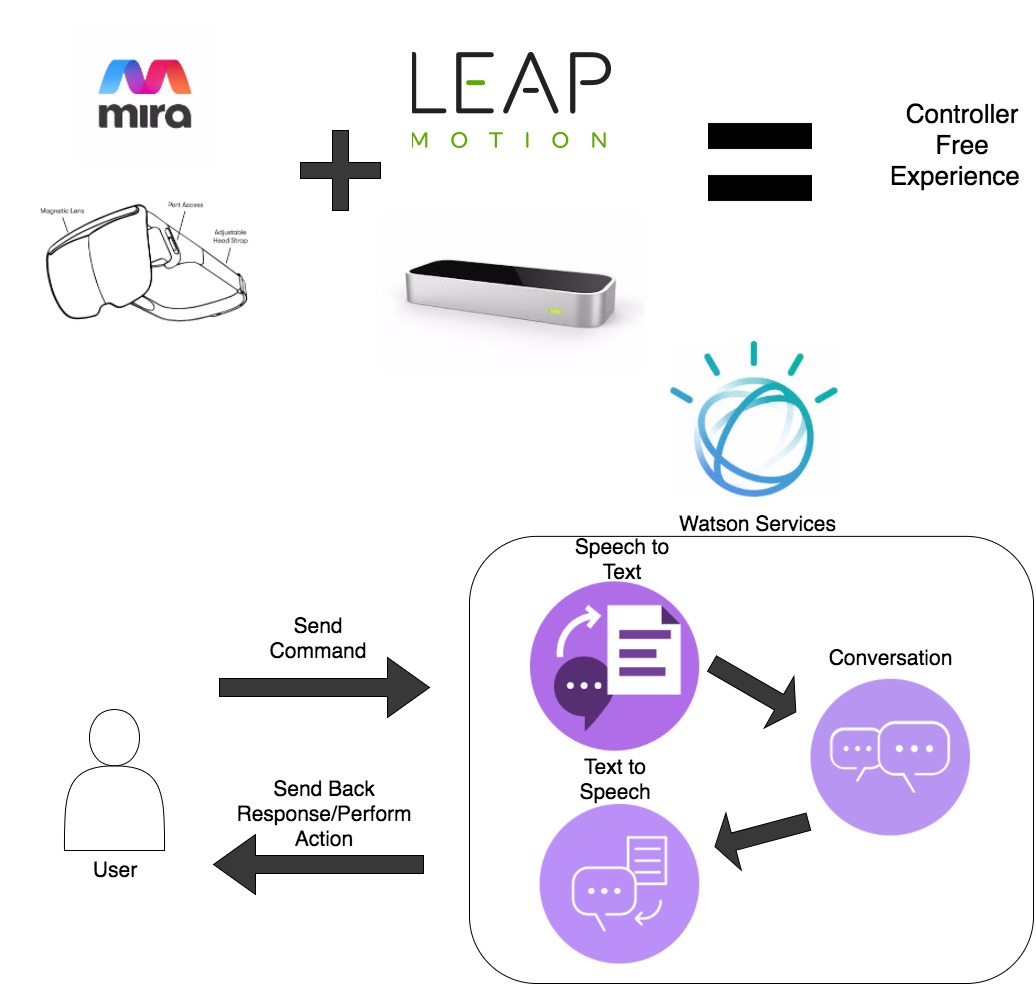 mira
LEAP
MOTION
Controller
Free
Experience
Magnetic Lens
Port Access
Adjustable
Head Strap
Watson Services
Speech to
Text
Send
Command
Conversation
Text to
Speech
Send Back
Response/Perform
Action
User